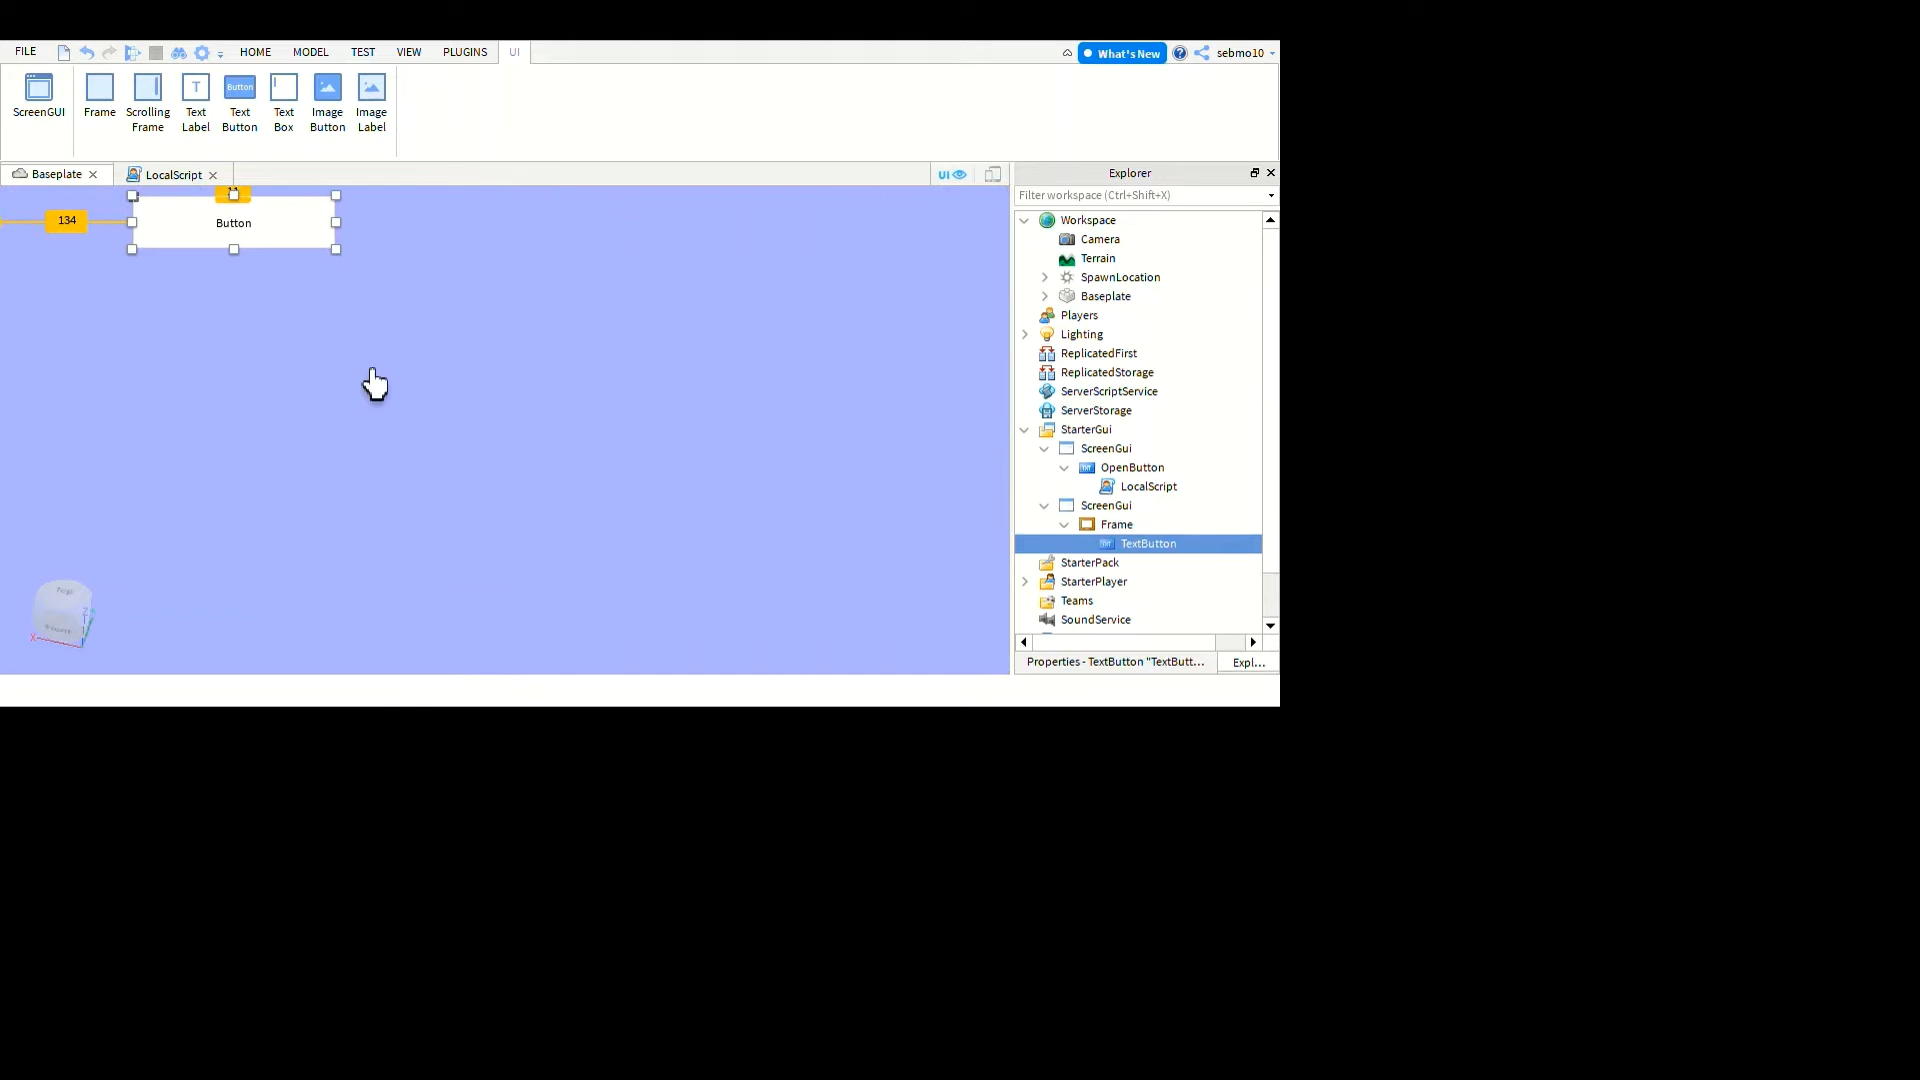 FILE HOME MODEL TEST VIEW PLUGINS UI What's New sebmo10
ScreenGUI
Frame
Scrolling
Frame
Text
Label
Button
Text
Button
Text
Box
Image
Button
Image
Label
Baseplate
LocalScript
UI
Explorer
Filter workspace (Ctrl+Shift+X)
134
Button
Workspace
Camera
Terrain
SpawnLocation
Baseplate
Players
Lighting
ReplicatedFirst
ReplicatedStorage
ServerScriptService
ServerStorage
StarterGui
ScreenGui
OpenButton
LocalScript
ScreenGui
Frame
TextButton
StarterPack
StarterPlayer
Teams
SoundService
Properties - TextButton "TextButt...
Expl...
X
Z